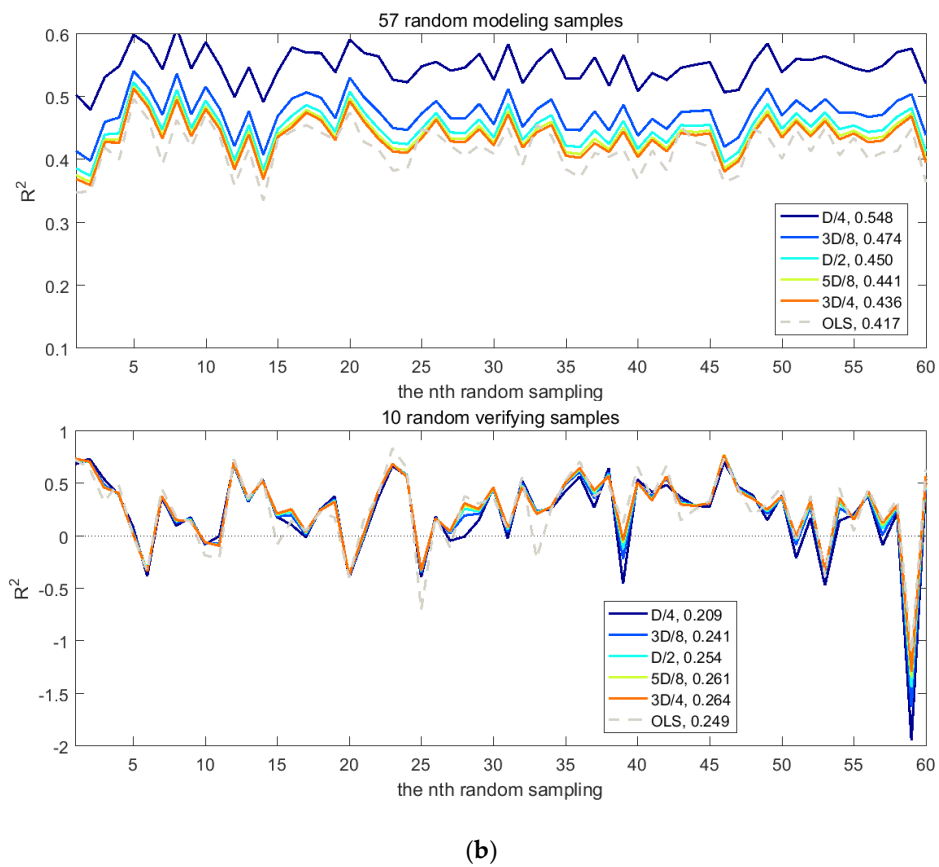 57 random modeling samples
0.6
0.5
0.4
0.3
0.2
0.1
R²
D/4, 0.548
3D/8, 0.474
D/2, 0.450
5D/8, 0.441
3D/4, 0.436
OLS, 0.417
5 10 15 20 25 30 35 40 45 50 55 60
the nth random sampling
10 random verifying samples
1
0.5
0
-0.5
-1
-1.5
-2
R²
D/4, 0.209
3D/8, 0.241
D/2, 0.254
5D/8, 0.261
3D/4, 0.264
OLS, 0.249
5 10 15 20 25 30 35 40 45 50 55 60
the nth random sampling
(b)